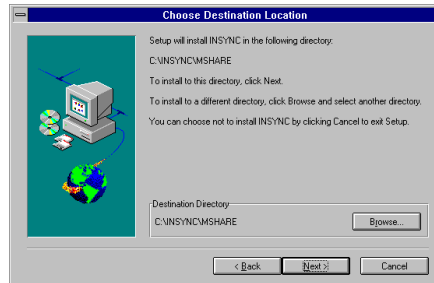 Choose Destination Location
Setup will install INSYNC in the following directory:
C:\INSYNC\MSHARE
To install to this directory, click Next.
To install to a different directory, click Browse and select another directory.
You can choose not to install INSYNC by clicking Cancel to exit Setup.
Destination Directory
C:\INSYNC\MSHARE
Browse...
< Back
Next >
Cancel